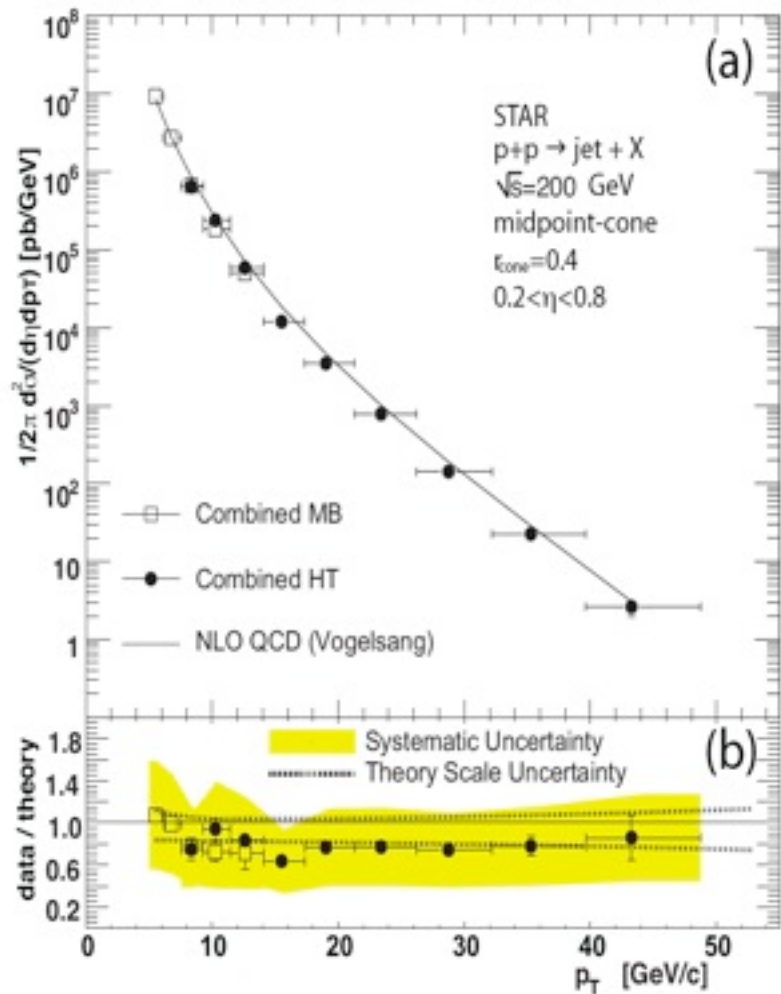 10⁸
10⁷
10⁶
10⁵
10⁴
10³
10²
10
1
1/2π d²σ/(dηdpᴛ) [pb/GeV]
(a)
STAR
p+p → jet + X
√s=200 GeV
midpoint-cone
r_cone=0.4
0.2<η<0.8
Combined MB
Combined HT
NLO QCD (Vogelsang)
data / theory
1.8
1.4
1.0
0.6
0.2
Systematic Uncertainty
Theory Scale Uncertainty
(b)
0 10 20 30 40 50
p_T [GeV/c]